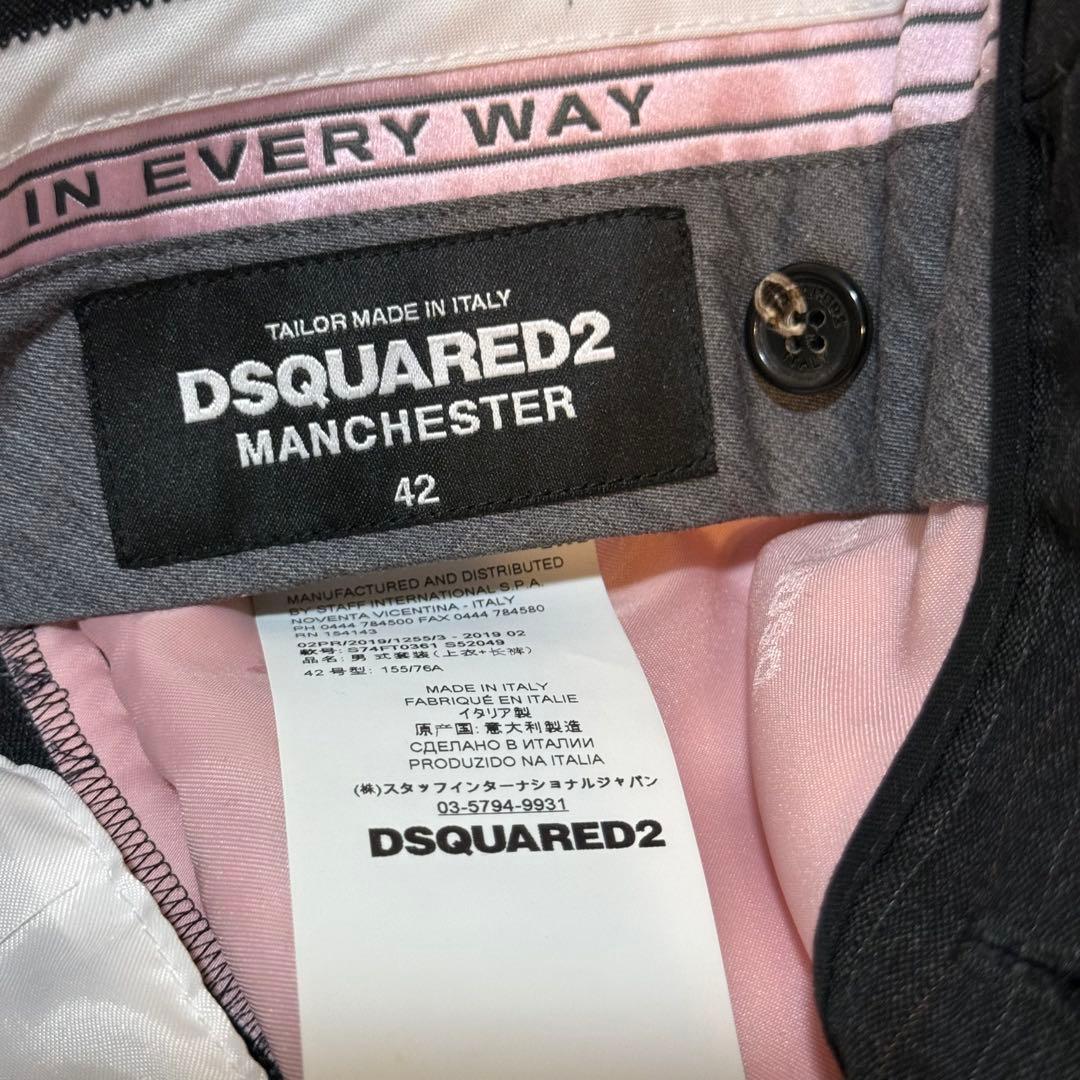 IN EVERY WAY
TAILOR MADE IN ITALY
DSQUARED2
MANCHESTER
42
MANUFACTURED AND DISTRIBUTED
BY STAFF INTERNATIONAL S.P.A.
NOVENTA VICENTINA - ITALY
PH 0444 784500 FAX 0444 784580
RN 154143
02PR/2019/1255/3 - 2019 02
款号: S74FT0361 S52049
品名: 男 式套装(上衣+长裤)
42 号型: 155/76A
MADE IN ITALY
FABRIQUÉ EN ITALIE
イタリア製
原产国: 意大利製造
СДЕЛАНО В ИТАЛИИ
PRODUZIDO NA ITALIA
(株)スタッフインターナショナルジャパン
03-5794-9931
DSQUARED2